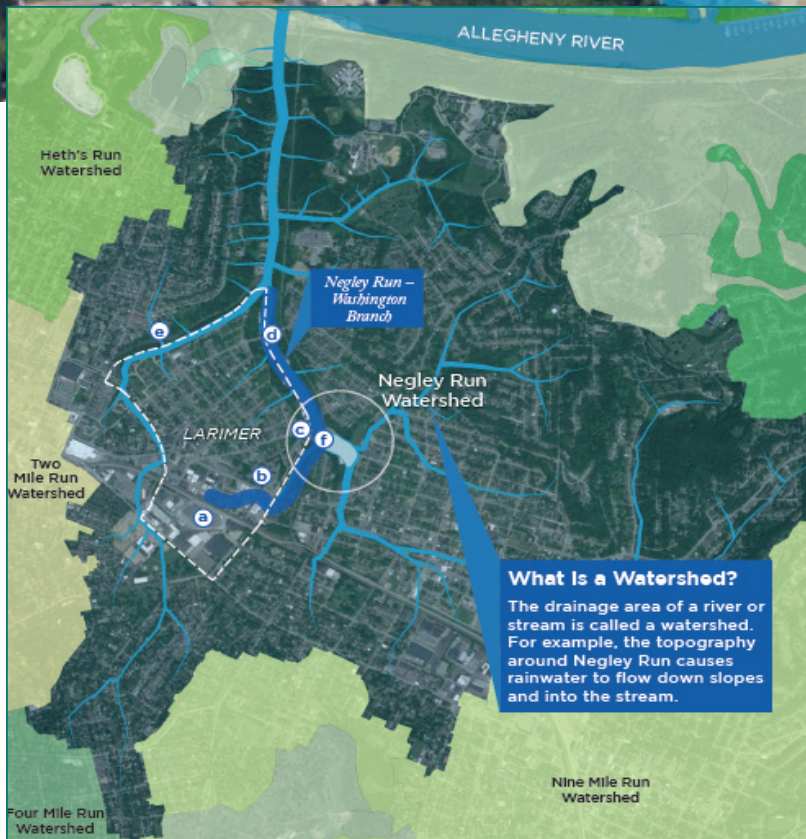 ALLEGHENY RIVER
Heth's Run
Watershed
Negley Run –
Washington
Branch
e
d
Negley Run
Watershed
LARIMER
c
f
Two
Mile Run
Watershed
b
a
What Is a Watershed?
The drainage area of a river or
stream is called a watershed.
For example, the topography
around Negley Run causes
rainwater to flow down slopes
and into the stream.
Nine Mile Run
Watershed
Four Mile Run
Watershed